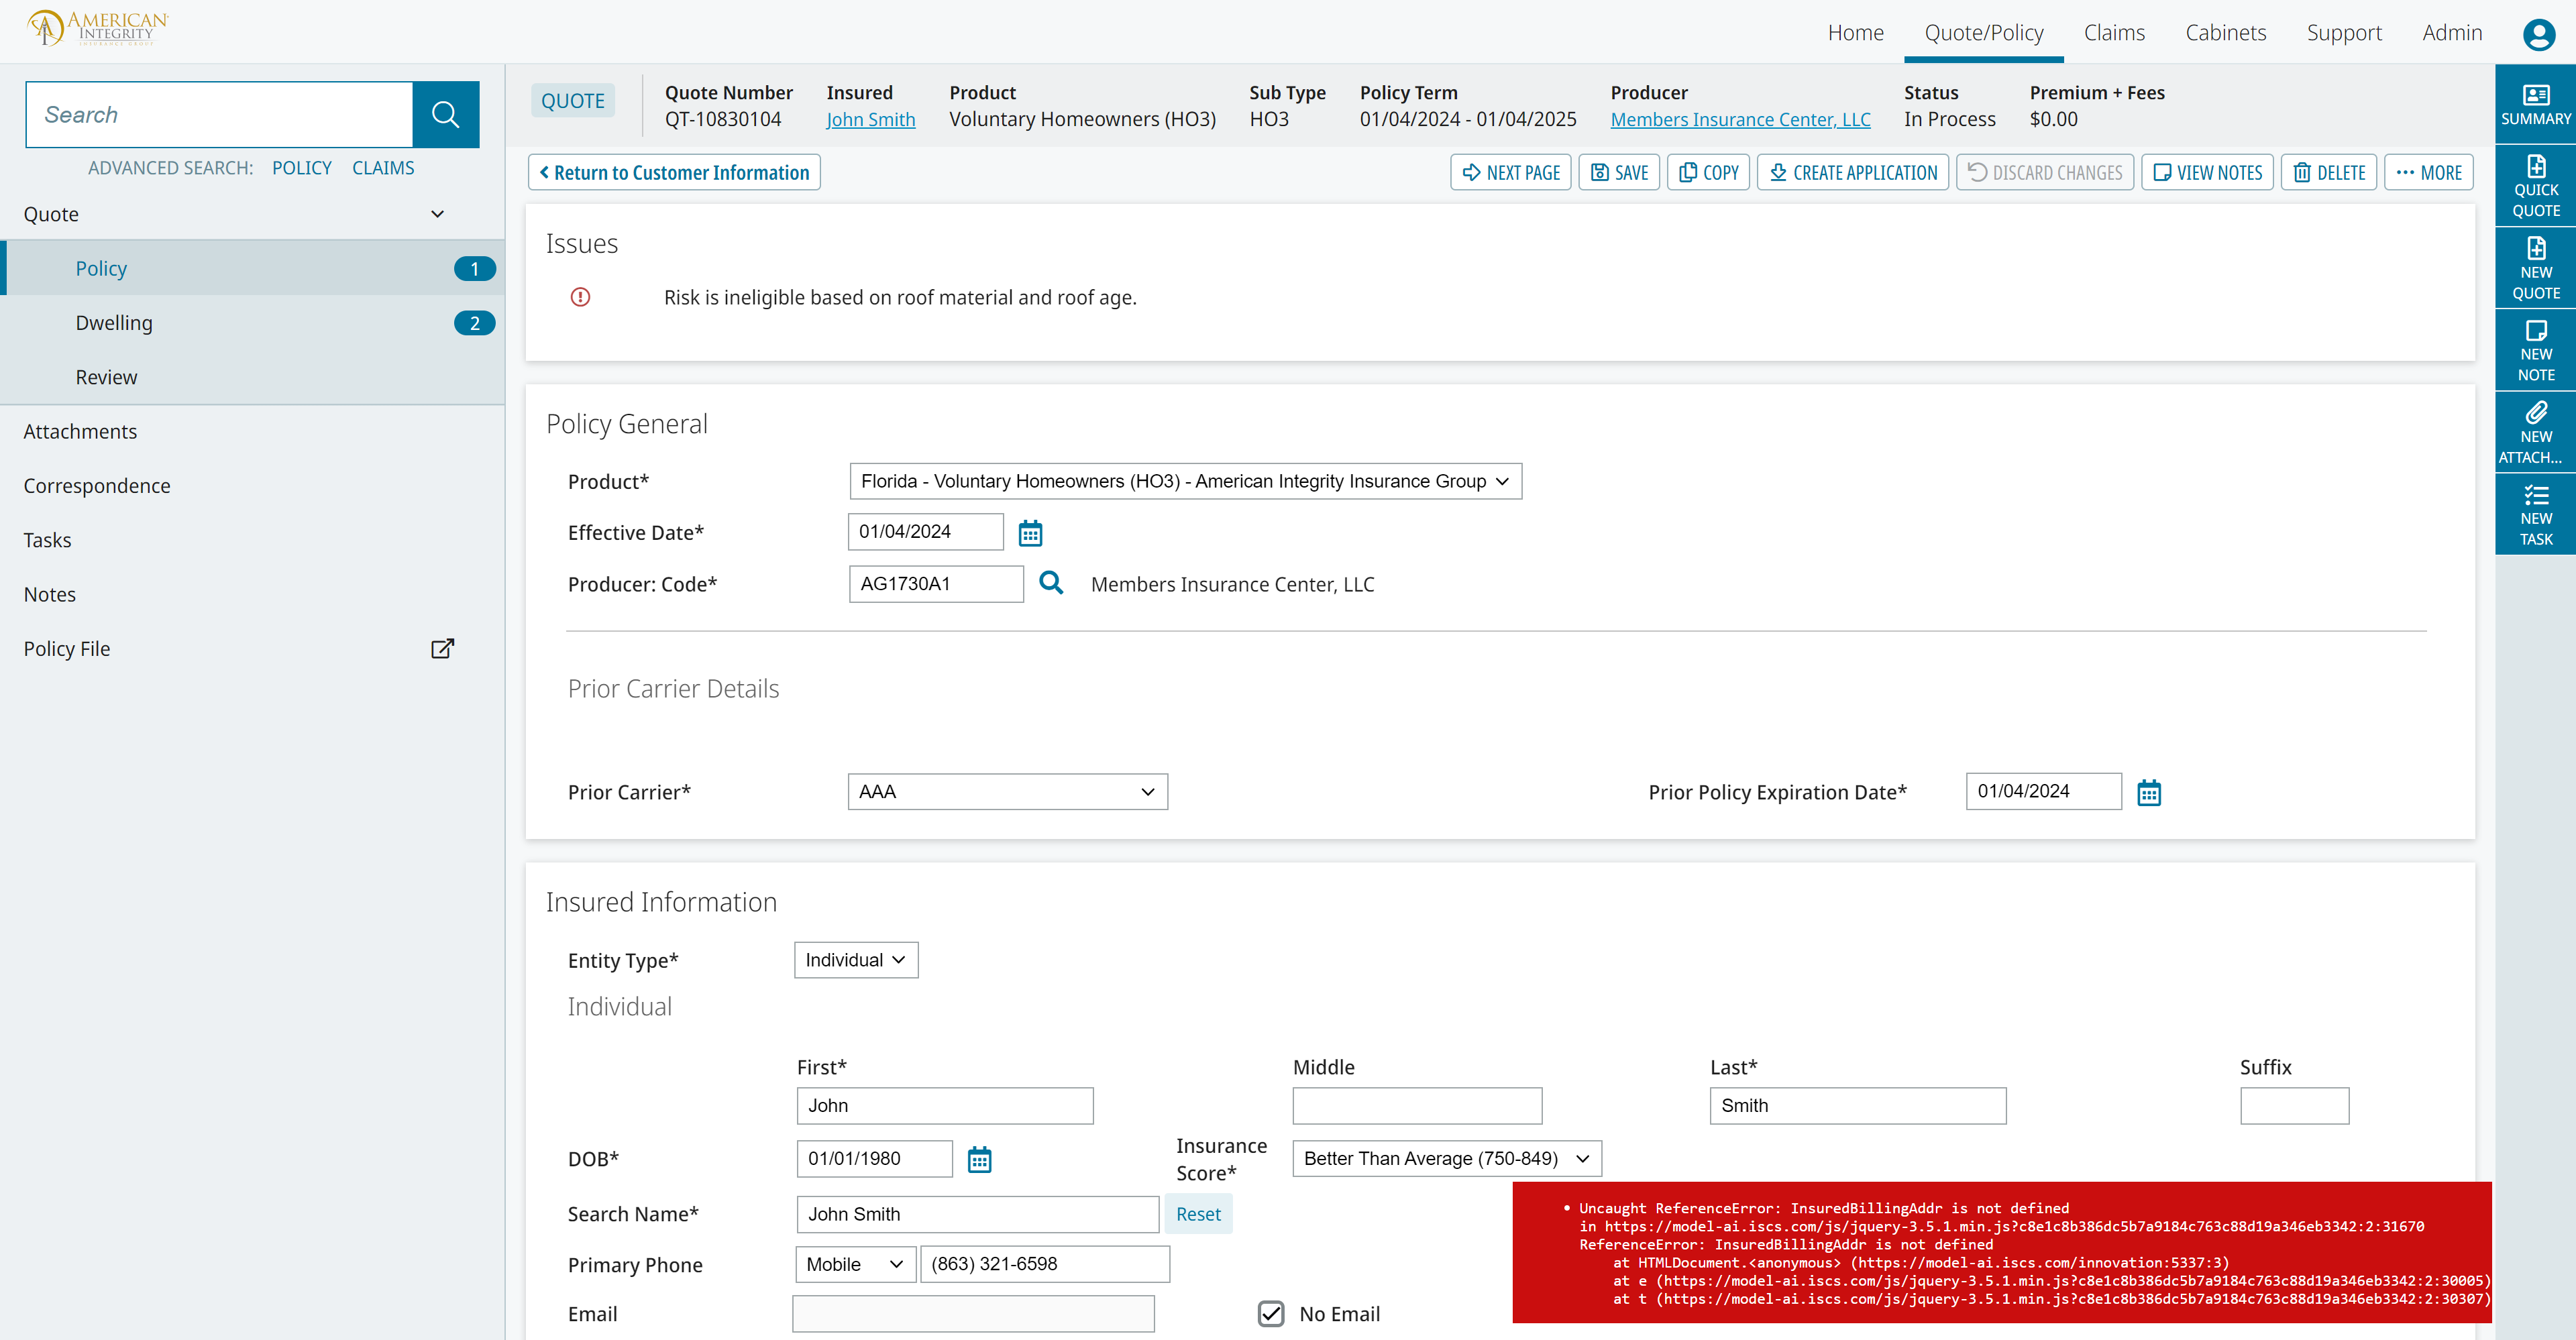 AMERICAN
INTEGRITY
INSURANCE GROUP
Home Quote/Policy Claims Cabinets Support Admin
Search
ADVANCED SEARCH: POLICY CLAIMS
Quote
Policy 1
Dwelling 2
Review
Attachments
Correspondence
Tasks
Notes
Policy File
QUOTE
Quote Number Insured Product Sub Type Policy Term Producer Status Premium + Fees
QT-10830104 John Smith Voluntary Homeowners (HO3) HO3 01/04/2024 - 01/04/2025 Members Insurance Center, LLC In Process $0.00
Return to Customer Information NEXT PAGE SAVE COPY CREATE APPLICATION DISCARD CHANGES VIEW NOTES DELETE MORE
Issues
Risk is ineligible based on roof material and roof age.
Policy General
Product* Florida - Voluntary Homeowners (HO3) - American Integrity Insurance Group
Effective Date* 01/04/2024
Producer: Code* AG1730A1 Members Insurance Center, LLC
Prior Carrier Details
Prior Carrier* AAA Prior Policy Expiration Date* 01/04/2024
Insured Information
Entity Type* Individual
Individual
First* Middle Last* Suffix
John Smith
DOB* 01/01/1980 Insurance Score* Better Than Average (750-849)
Search Name* John Smith Reset
Primary Phone Mobile (863) 321-6598
Email No Email
SUMMARY
QUICK
QUOTE
NEW
QUOTE
NEW
NOTE
NEW
ATTACH...
NEW
TASK
• Uncaught ReferenceError: InsuredBillingAddr is not defined
in https://model-ai.iscs.com/js/jquery-3.5.1.min.js?c8e1c8b386dc5b7a9184c763c88d19a346eb3342:2:31670
ReferenceError: InsuredBillingAddr is not defined
at HTMLDocument.<anonymous> (https://model-ai.iscs.com/innovation:5337:3)
at e (https://model-ai.iscs.com/js/jquery-3.5.1.min.js?c8e1c8b386dc5b7a9184c763c88d19a346eb3342:2:30005)
at t (https://model-ai.iscs.com/js/jquery-3.5.1.min.js?c8e1c8b386dc5b7a9184c763c88d19a346eb3342:2:30307)